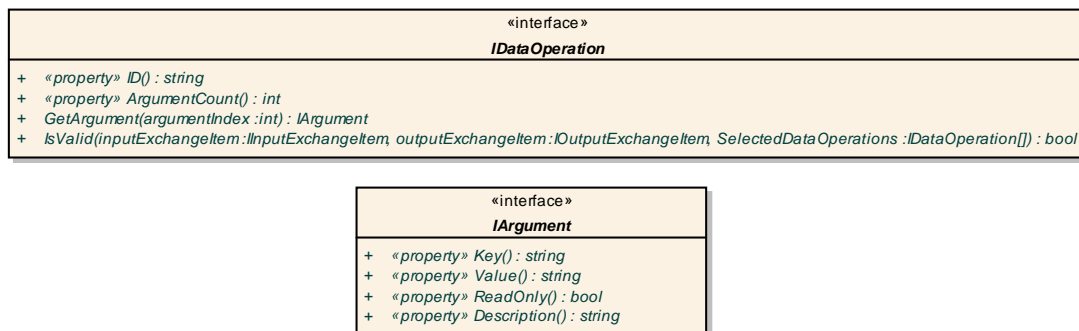 «interface»
IDataOperation
+ «property» ID() : string
+ «property» ArgumentCount() : int
+ GetArgument(argumentIndex :int) : IArgument
+ IsValid(inputExchangeItem :IInputExchangeItem, outputExchangeItem :IOutputExchangeItem, SelectedDataOperations :IDataOperation[]) : bool
«interface»
IArgument
+ «property» Key() : string
+ «property» Value() : string
+ «property» ReadOnly() : bool
+ «property» Description() : string